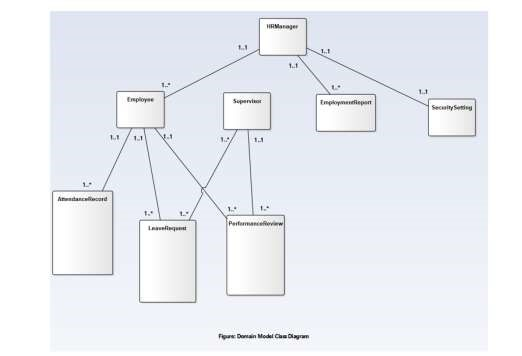 HRManager
1..1
1..1
1..1
1..*
1..*
1..1
Employee
Supervisor
EmploymentReport
SecuritySetting
1..1
1..1
1..1
1..*
1..1
1..*
1..*
1..*
1..*
1..*
AttendanceRecord
LeaveRequest
PerformanceReview
Figure: Domain Model Class Diagram